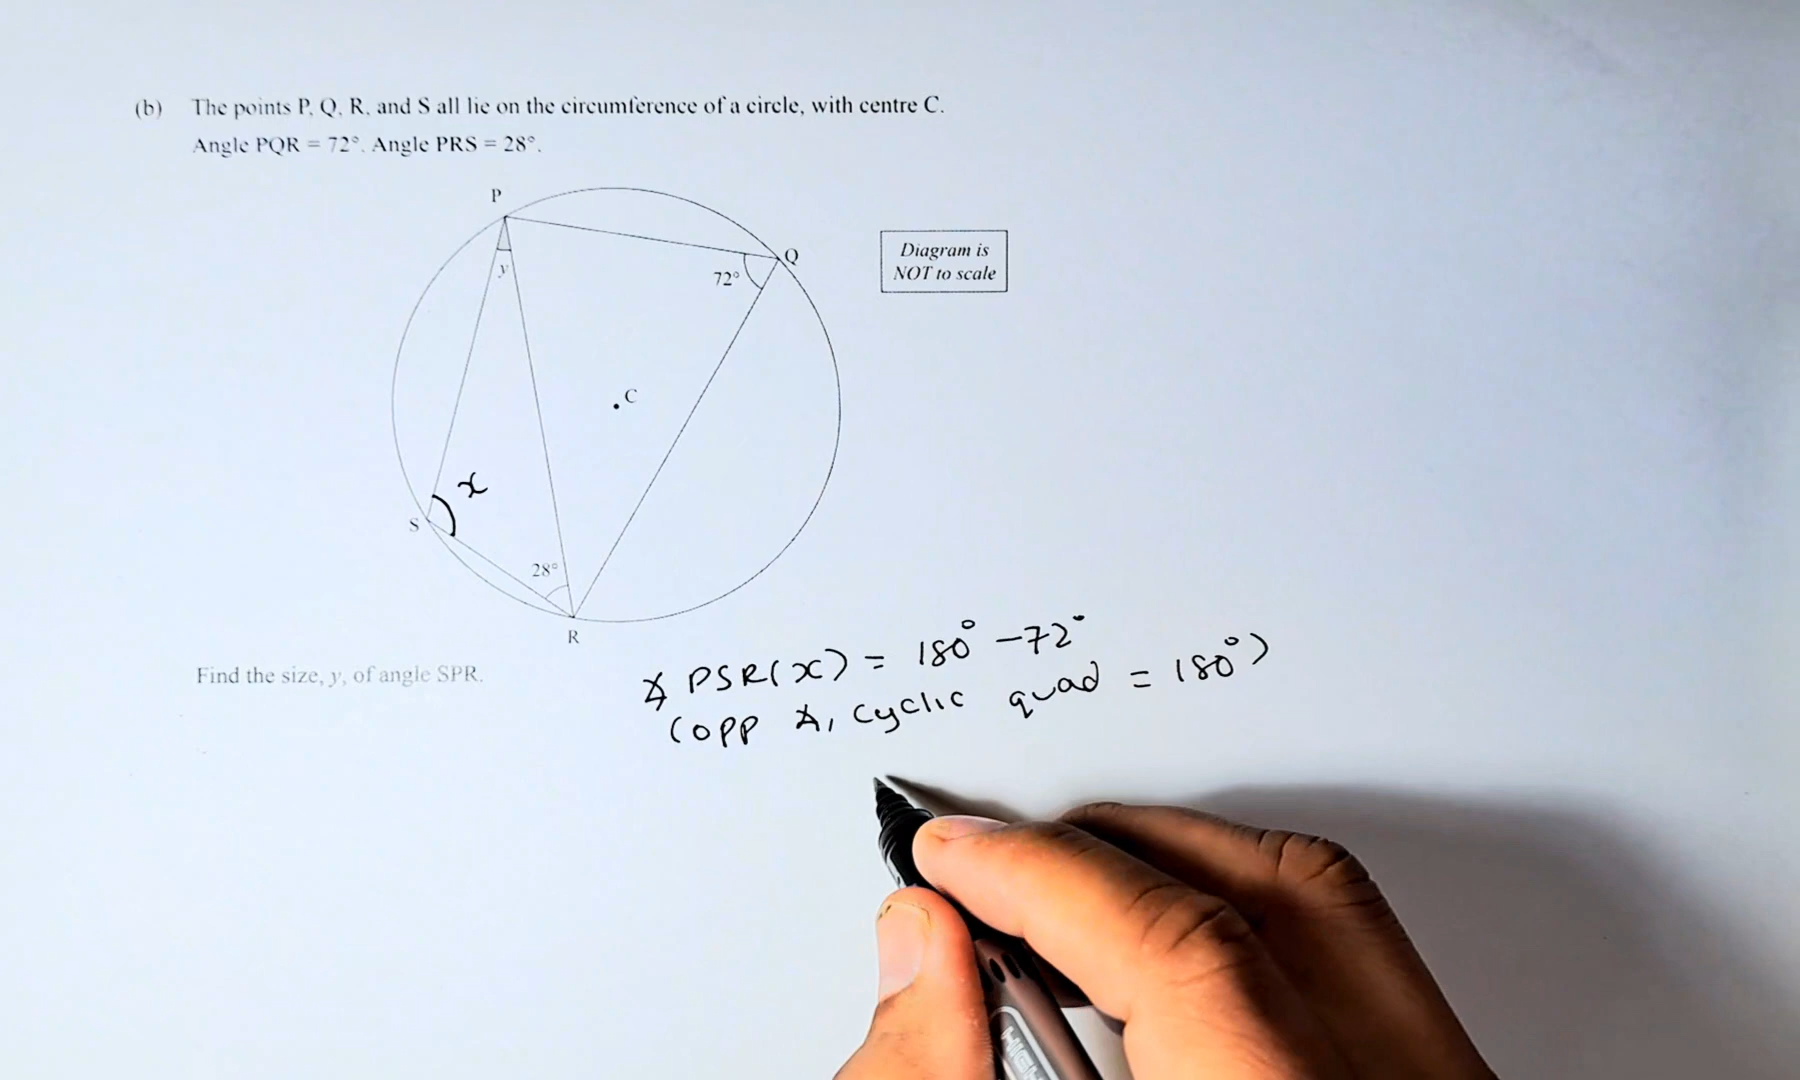 (b) The points P, Q, R, and S all lie on the circumference of a circle, with centre C.
Angle PQR = 72°. Angle PRS = 28°.
P
Q
72°
y
Diagram is
NOT to scale
C
x
S
28°
R
Find the size, y, of angle SPR.
∡ PSR(x) = 180° - 72°
(opp ∡, cyclic quad = 180°)
HIGH